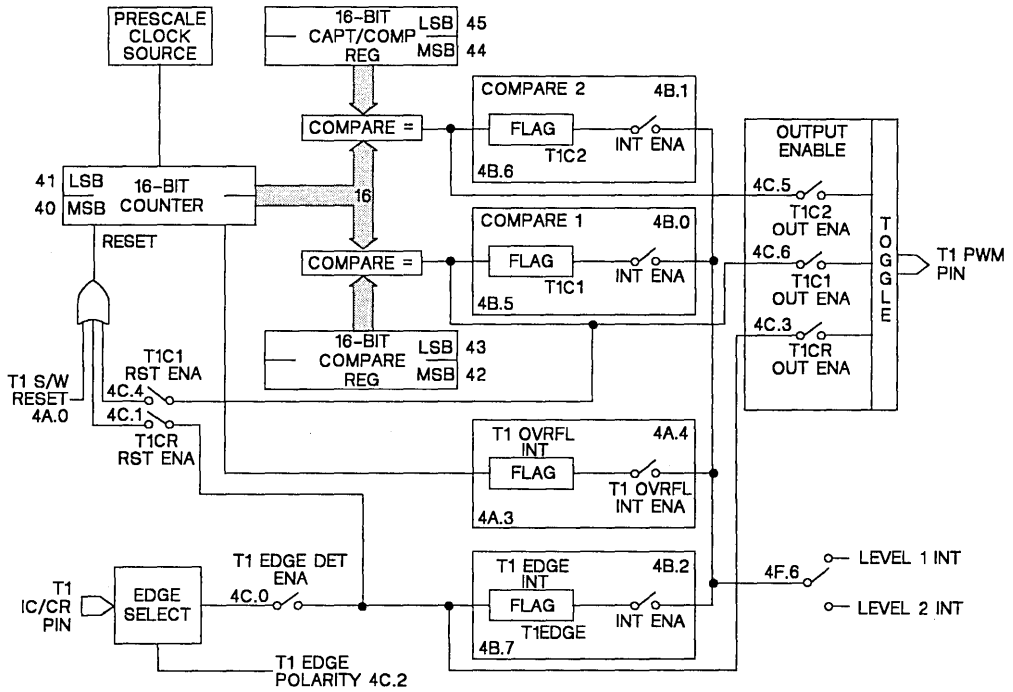 PRESCALE
CLOCK
SOURCE
16-BIT
CAPT/COMP
REG
LSB 45
MSB 44
COMPARE =
COMPARE 2
4B.1
FLAG
T1C2
INT ENA
4B.6
OUTPUT
ENABLE
4C.5
T1C2
OUT ENA
4C.6
T1C1
OUT ENA
4C.3
T1CR
OUT ENA
TOGGLE
T1 PWM
PIN
41 LSB
40 MSB
16-BIT
COUNTER
16
RESET
COMPARE =
COMPARE 1
4B.0
FLAG
T1C1
INT ENA
4B.5
16-BIT
COMPARE
REG
LSB 43
MSB 42
T1 S/W
RESET
4A.0
T1C1
RST ENA
4C.4
4C.1
T1CR
RST ENA
T1 OVRFL
INT
4A.4
FLAG
T1 OVRFL
INT ENA
4A.3
T1
IC/CR
PIN
EDGE
SELECT
T1 EDGE DET
ENA
4C.0
T1 EDGE
POLARITY 4C.2
T1 EDGE
INT
4B.2
FLAG
T1EDGE
INT ENA
4B.7
4F.6
LEVEL 1 INT
LEVEL 2 INT